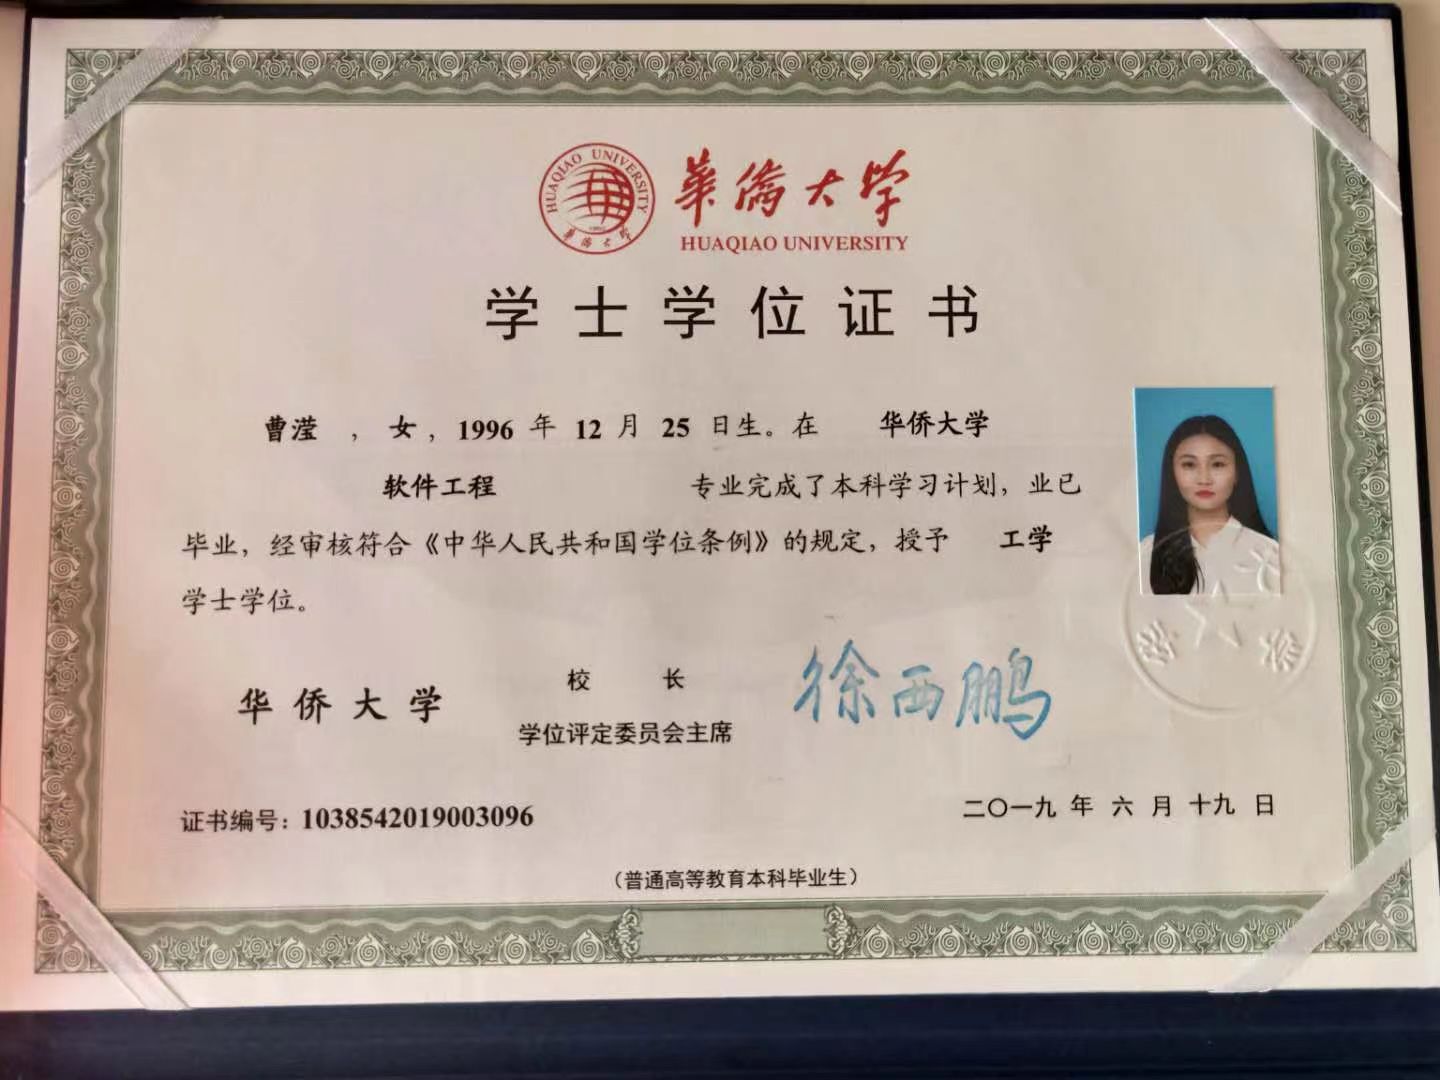 HUAQIAO UNIVERSITY
華僑大学
華僑大学
HUAQIAO UNIVERSITY
学士学位证书
曹滢 ，女，1996 年 12 月 25 日生。在 华侨大学
软件工程 专业完成了本科学习计划，业已
毕业，经审核符合《中华人民共和国学位条例》的规定，授予 工学
学士学位。
华侨大学
校 长
学位评定委员会主席
徐西鹏
证书编号：1038542019003096
二〇一九 年 六 月 十九 日
（普通高等教育本科毕业生）